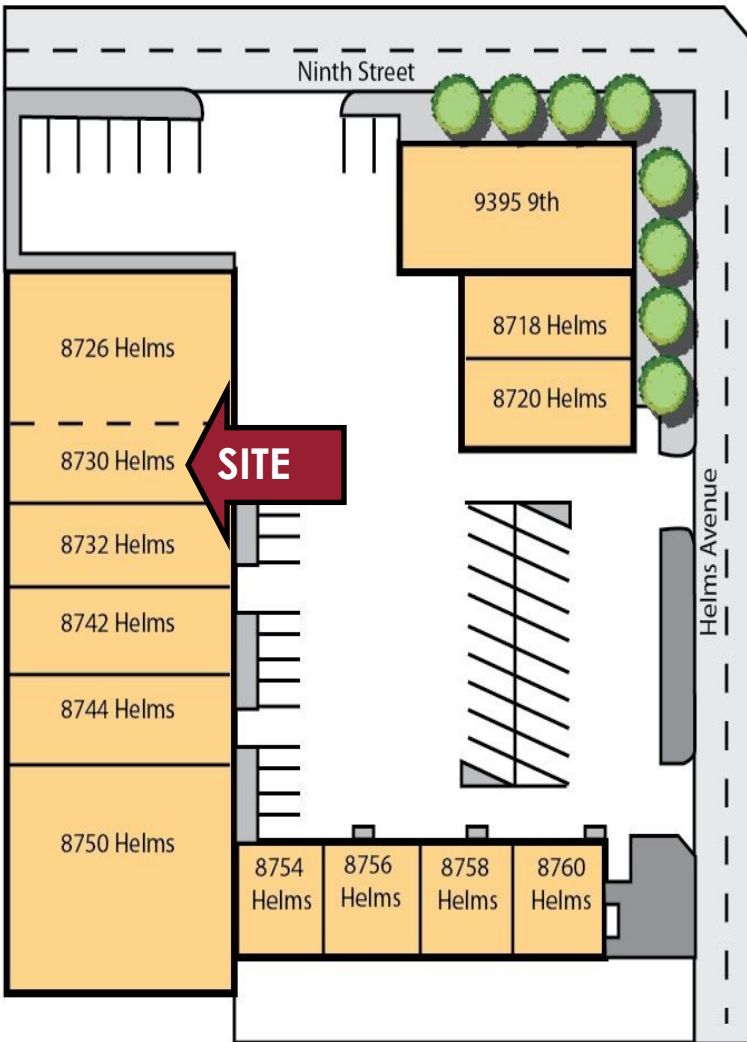 Ninth Street
9395 9th
8726 Helms
8718 Helms
8720 Helms
8730 Helms
SITE
8732 Helms
Helms Avenue
8742 Helms
8744 Helms
8750 Helms
8754
Helms
8756
Helms
8758
Helms
8760
Helms